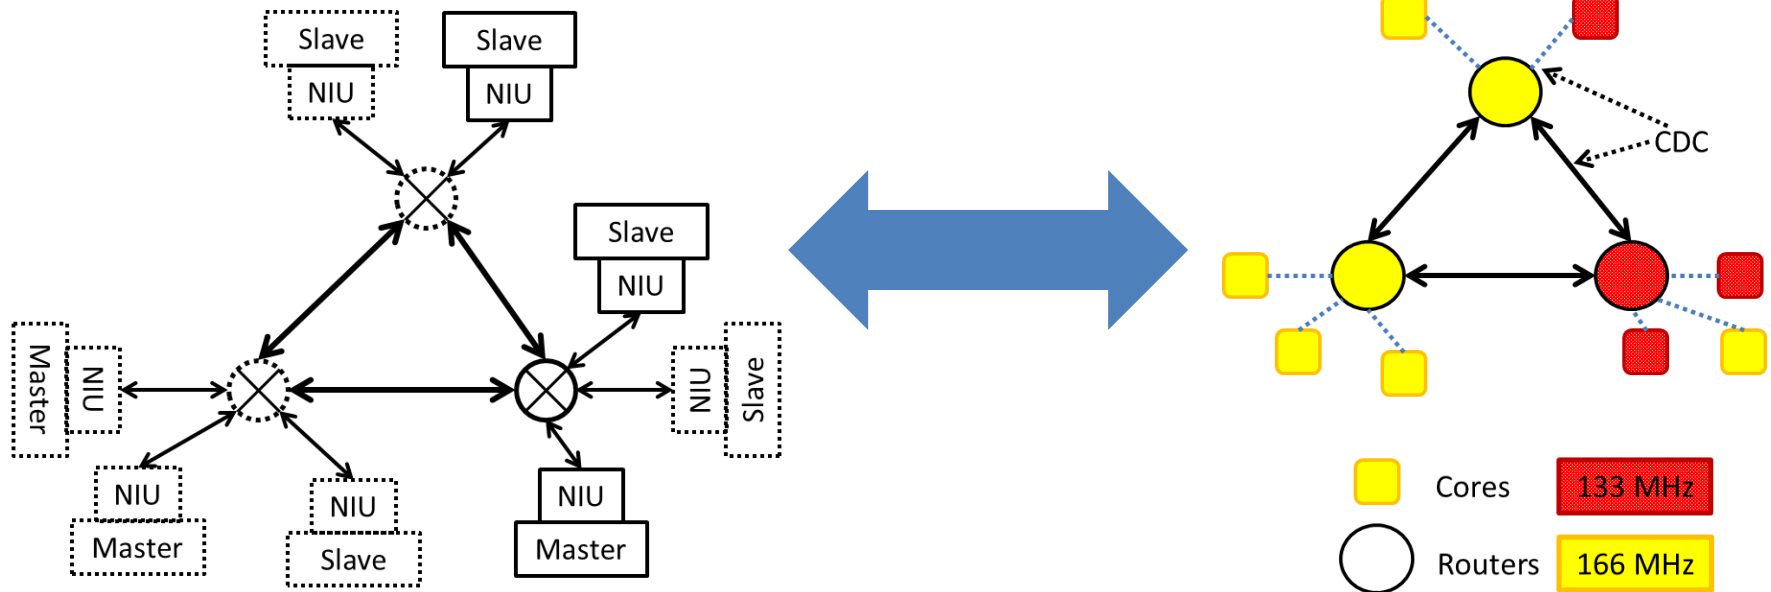 Slave
NIU
Slave
NIU
Slave
NIU
Master
NIU
NIU
Slave
NIU
Master
NIU
Slave
NIU
Master
CDC
Cores
133 MHz
Routers
166 MHz